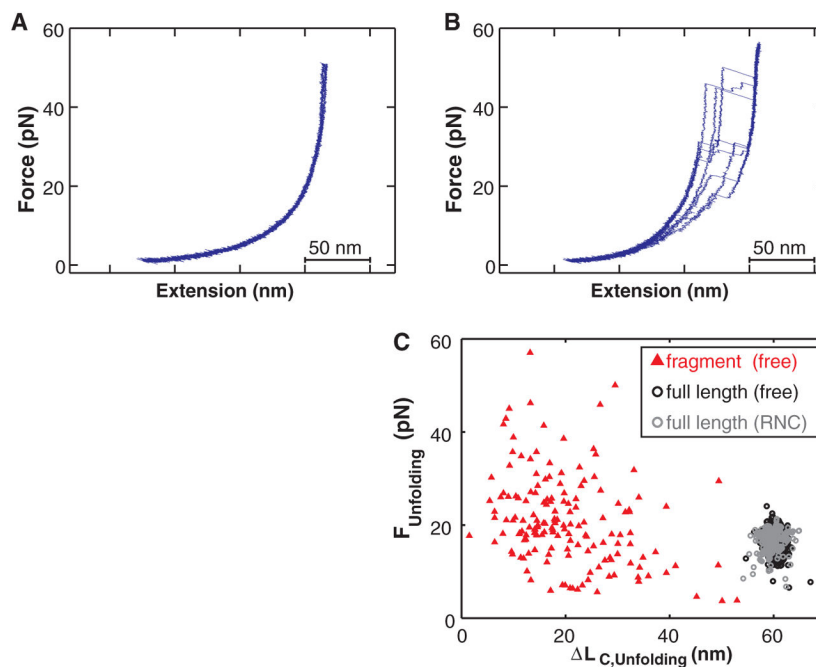 A
60
40
20
0
Force (pN)
50 nm
Extension (nm)
B
60
40
20
0
Force (pN)
50 nm
Extension (nm)
C
60
40
20
0
F Unfolding (pN)
fragment (free)
full length (free)
full length (RNC)
0 20 40 60
ΔL C,Unfolding (nm)